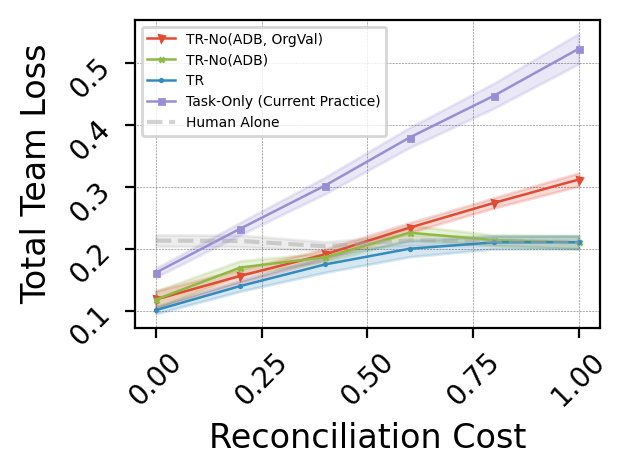 TR-No(ADB, OrgVal)
TR-No(ADB)
TR
Task-Only (Current Practice)
Human Alone
Total Team Loss
0.5
0.4
0.3
0.2
0.1
0.00
0.25
0.50
0.75
1.00
Reconciliation Cost